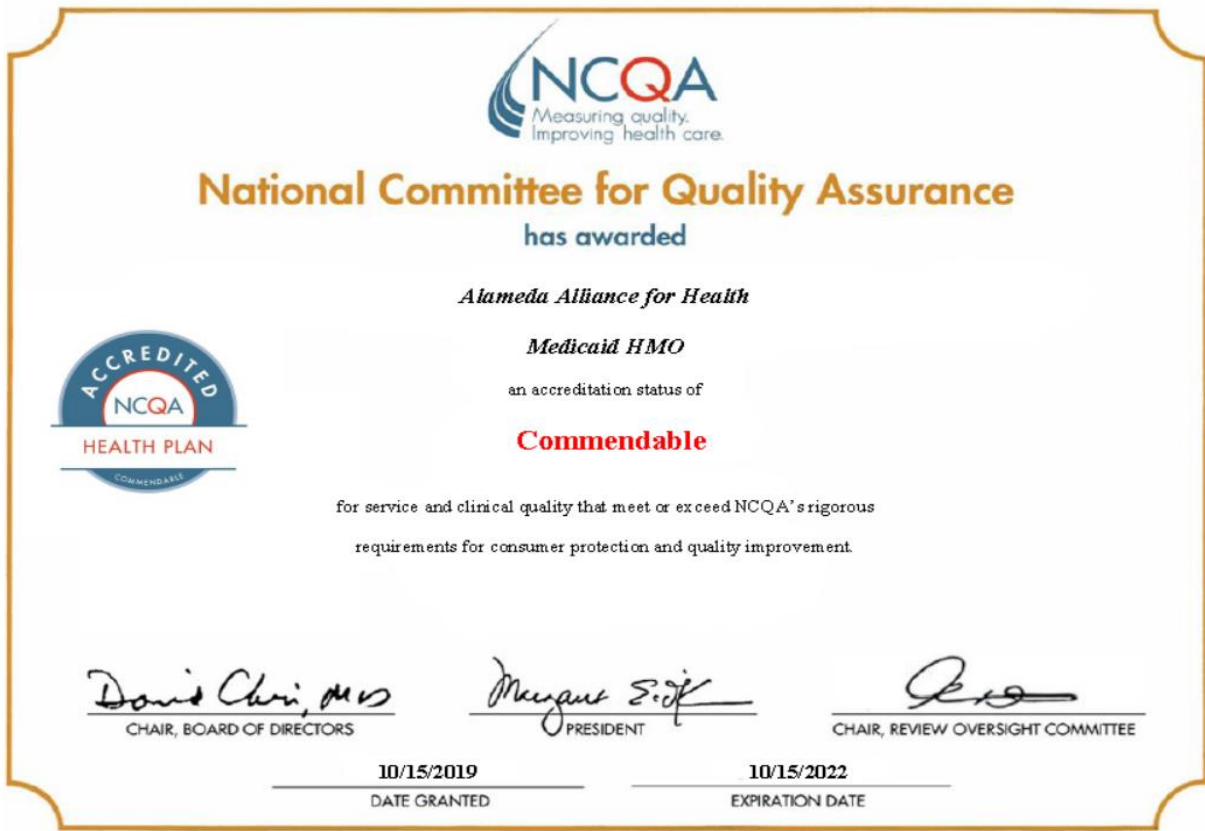 NCQA
Measuring quality.
Improving health care.
National Committee for Quality Assurance
has awarded
Alameda Alliance for Health
Medicaid HMO
an accreditation status of
Commendable
ACCREDITED
NCQA
HEALTH PLAN
COMMENDABLE
for service and clinical quality that meet or exceed NCQA's rigorous
requirements for consumer protection and quality improvement.
David Chin, MD
CHAIR, BOARD OF DIRECTORS
PRESIDENT
CHAIR, REVIEW OVERSIGHT COMMITTEE
10/15/2019
DATE GRANTED
10/15/2022
EXPIRATION DATE